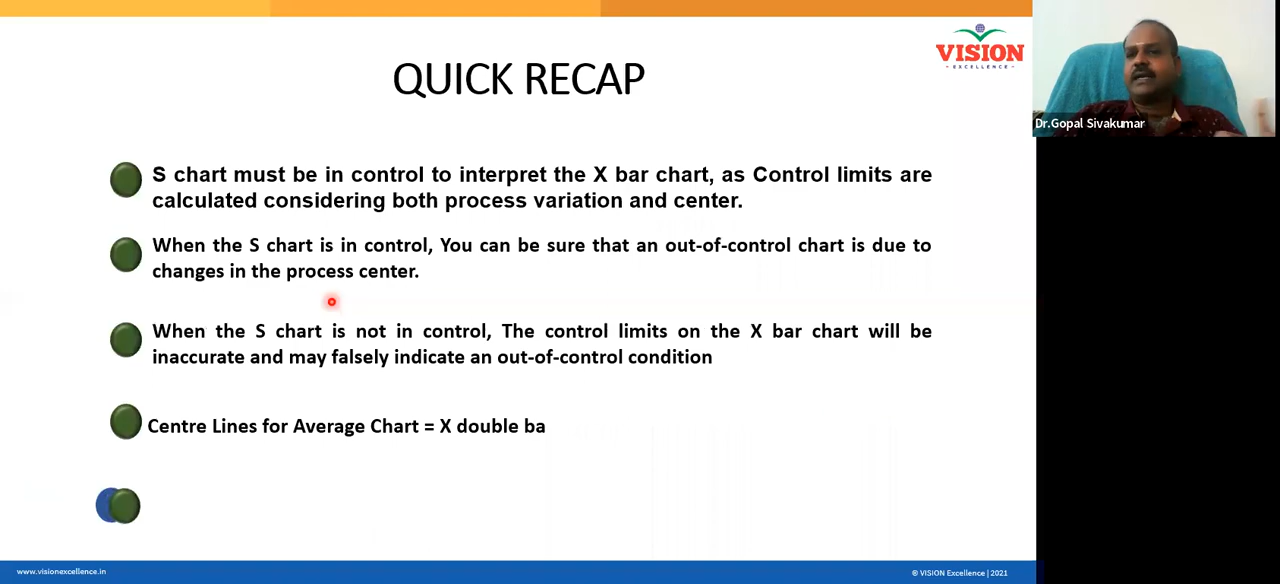 VISION
- EXCELLENCE -
QUICK RECAP
Dr.Gopal Sivakumar
S chart must be in control to interpret the X bar chart, as Control limits are
calculated considering both process variation and center.
When the S chart is in control, You can be sure that an out-of-control chart is due to
changes in the process center.
When the S chart is not in control, The control limits on the X bar chart will be
inaccurate and may falsely indicate an out-of-control condition
Centre Lines for Average Chart = X double ba
www.visionexcellence.in
© VISION Excellence | 2021